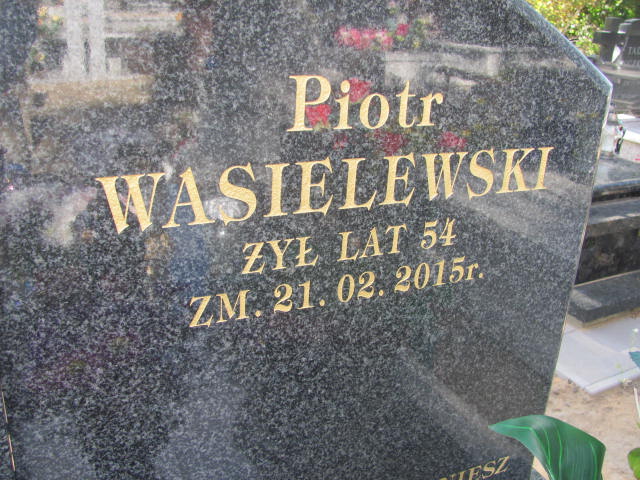 Piotr
WASIELEWSKI
ŻYŁ LAT 54
ZM. 21. 02. 2015r.